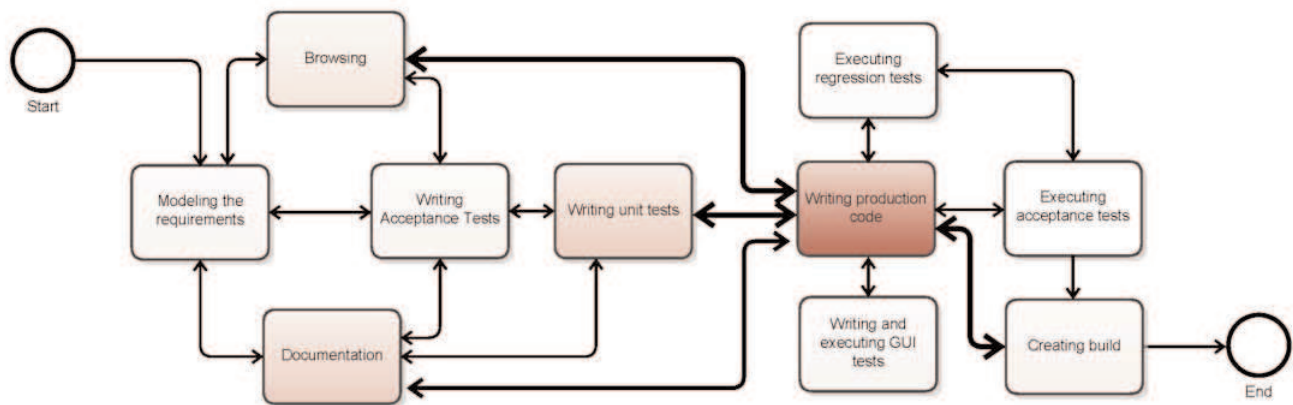 Start
Browsing
Modeling the
requirements
Writing
Acceptance Tests
Writing unit tests
Documentation
Executing
regression tests
Writing production
code
Executing
acceptance tests
Writing and
executing GUI
tests
Creating build
End